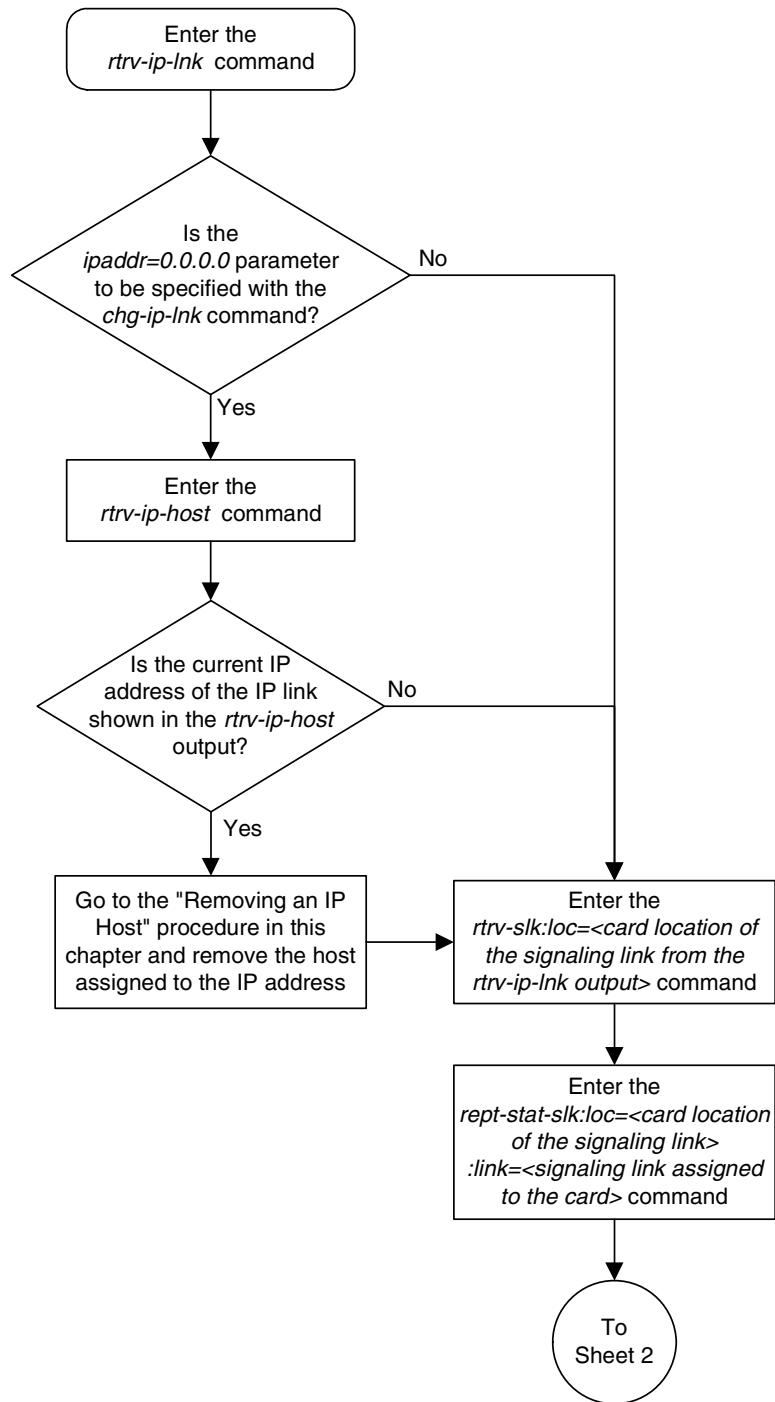 Enter the
rtrv-ip-lnk command
Is the
ipaddr=0.0.0.0 parameter
to be specified with the
chg-ip-lnk command?
No
Yes
Enter the
rtrv-ip-host command
Is the current IP
address of the IP link
shown in the rtrv-ip-host
output?
No
Yes
Go to the "Removing an IP
Host" procedure in this
chapter and remove the host
assigned to the IP address
Enter the
rtrv-slk:loc=<card location of
the signaling link from the
rtrv-ip-lnk output> command
Enter the
rept-stat-slk:loc=<card location
of the signaling link>
:link=<signaling link assigned
to the card> command
To
Sheet 2